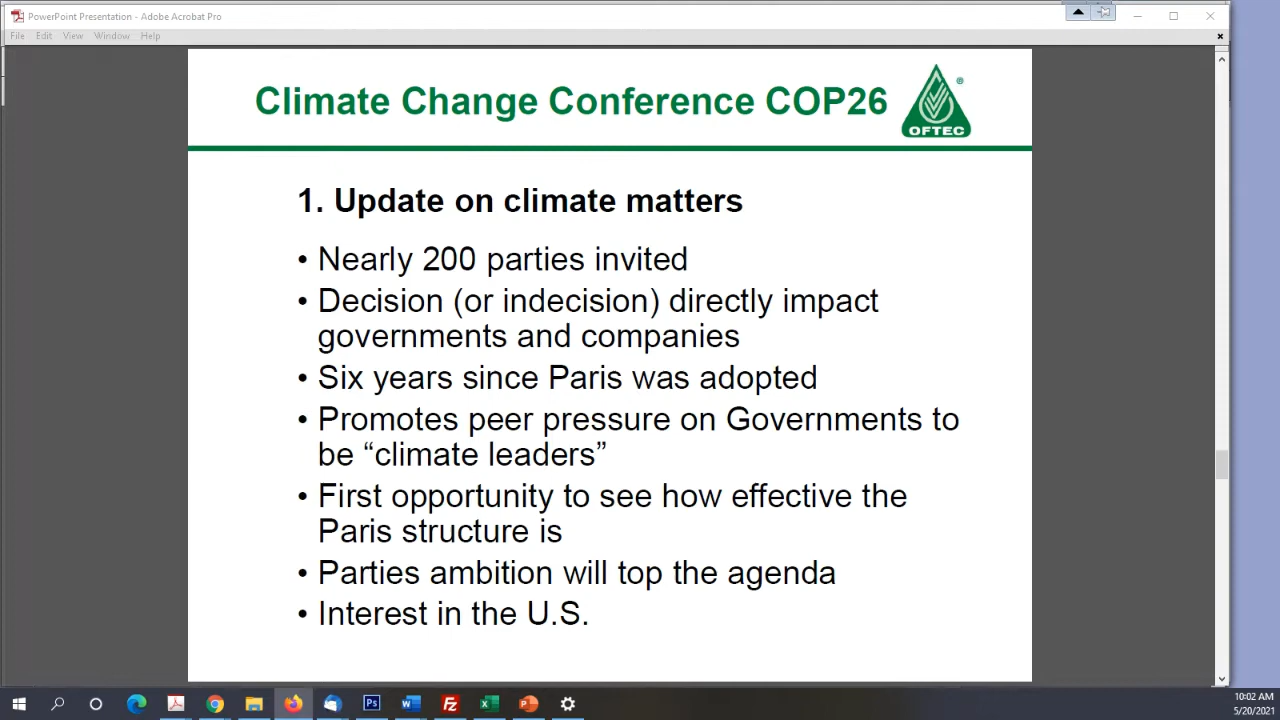 PowerPoint Presentation - Adobe Acrobat Pro
File Edit View Window Help
Climate Change Conference COP26
®
OFTEC
1. Update on climate matters
• Nearly 200 parties invited
• Decision (or indecision) directly impact
governments and companies
• Six years since Paris was adopted
• Promotes peer pressure on Governments to
be “climate leaders”
• First opportunity to see how effective the
Paris structure is
• Parties ambition will top the agenda
• Interest in the U.S.
Ps
W
Fz
X
P
10:02 AM
5/20/2021